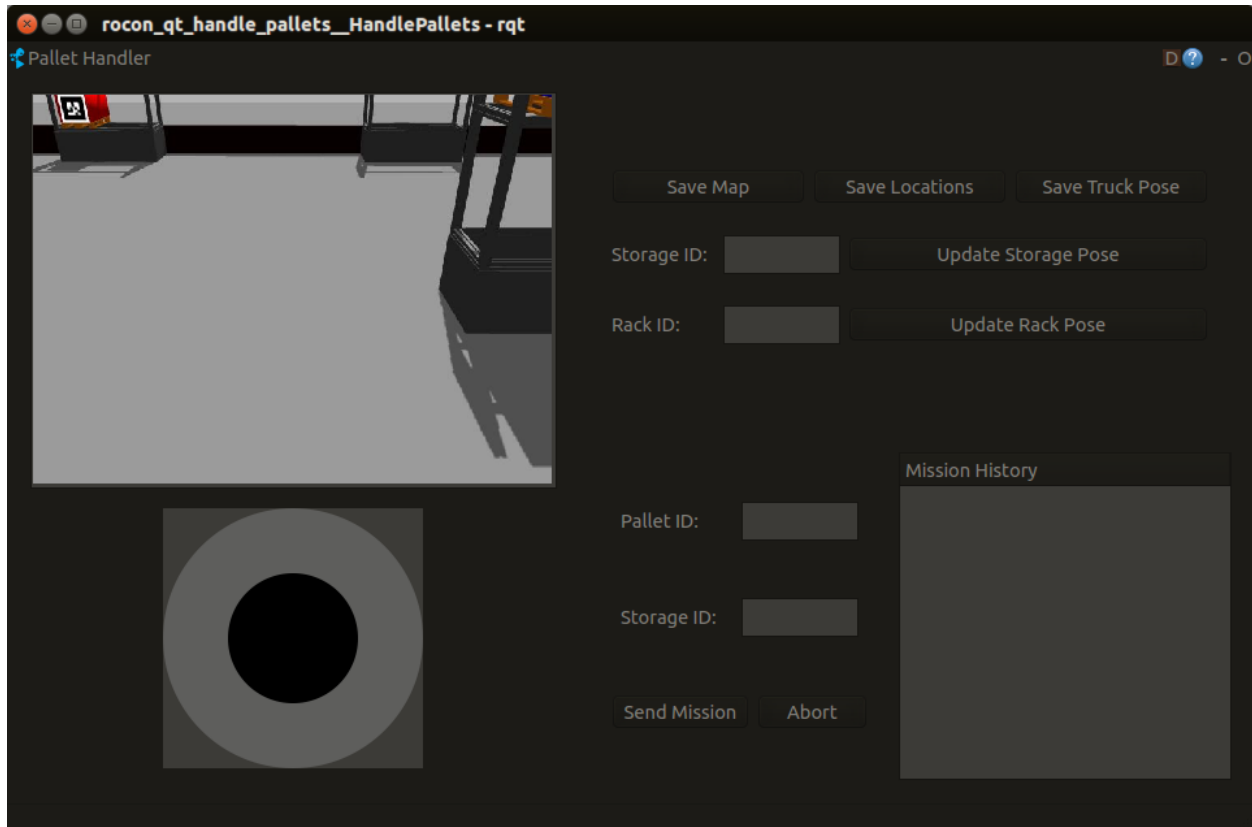 rocon_qt_handle_pallets__HandlePallets - rqt
Pallet Handler
D ? - O
Save Map Save Locations Save Truck Pose
Storage ID: Update Storage Pose
Rack ID: Update Rack Pose
Mission History
Pallet ID:
Storage ID:
Send Mission Abort